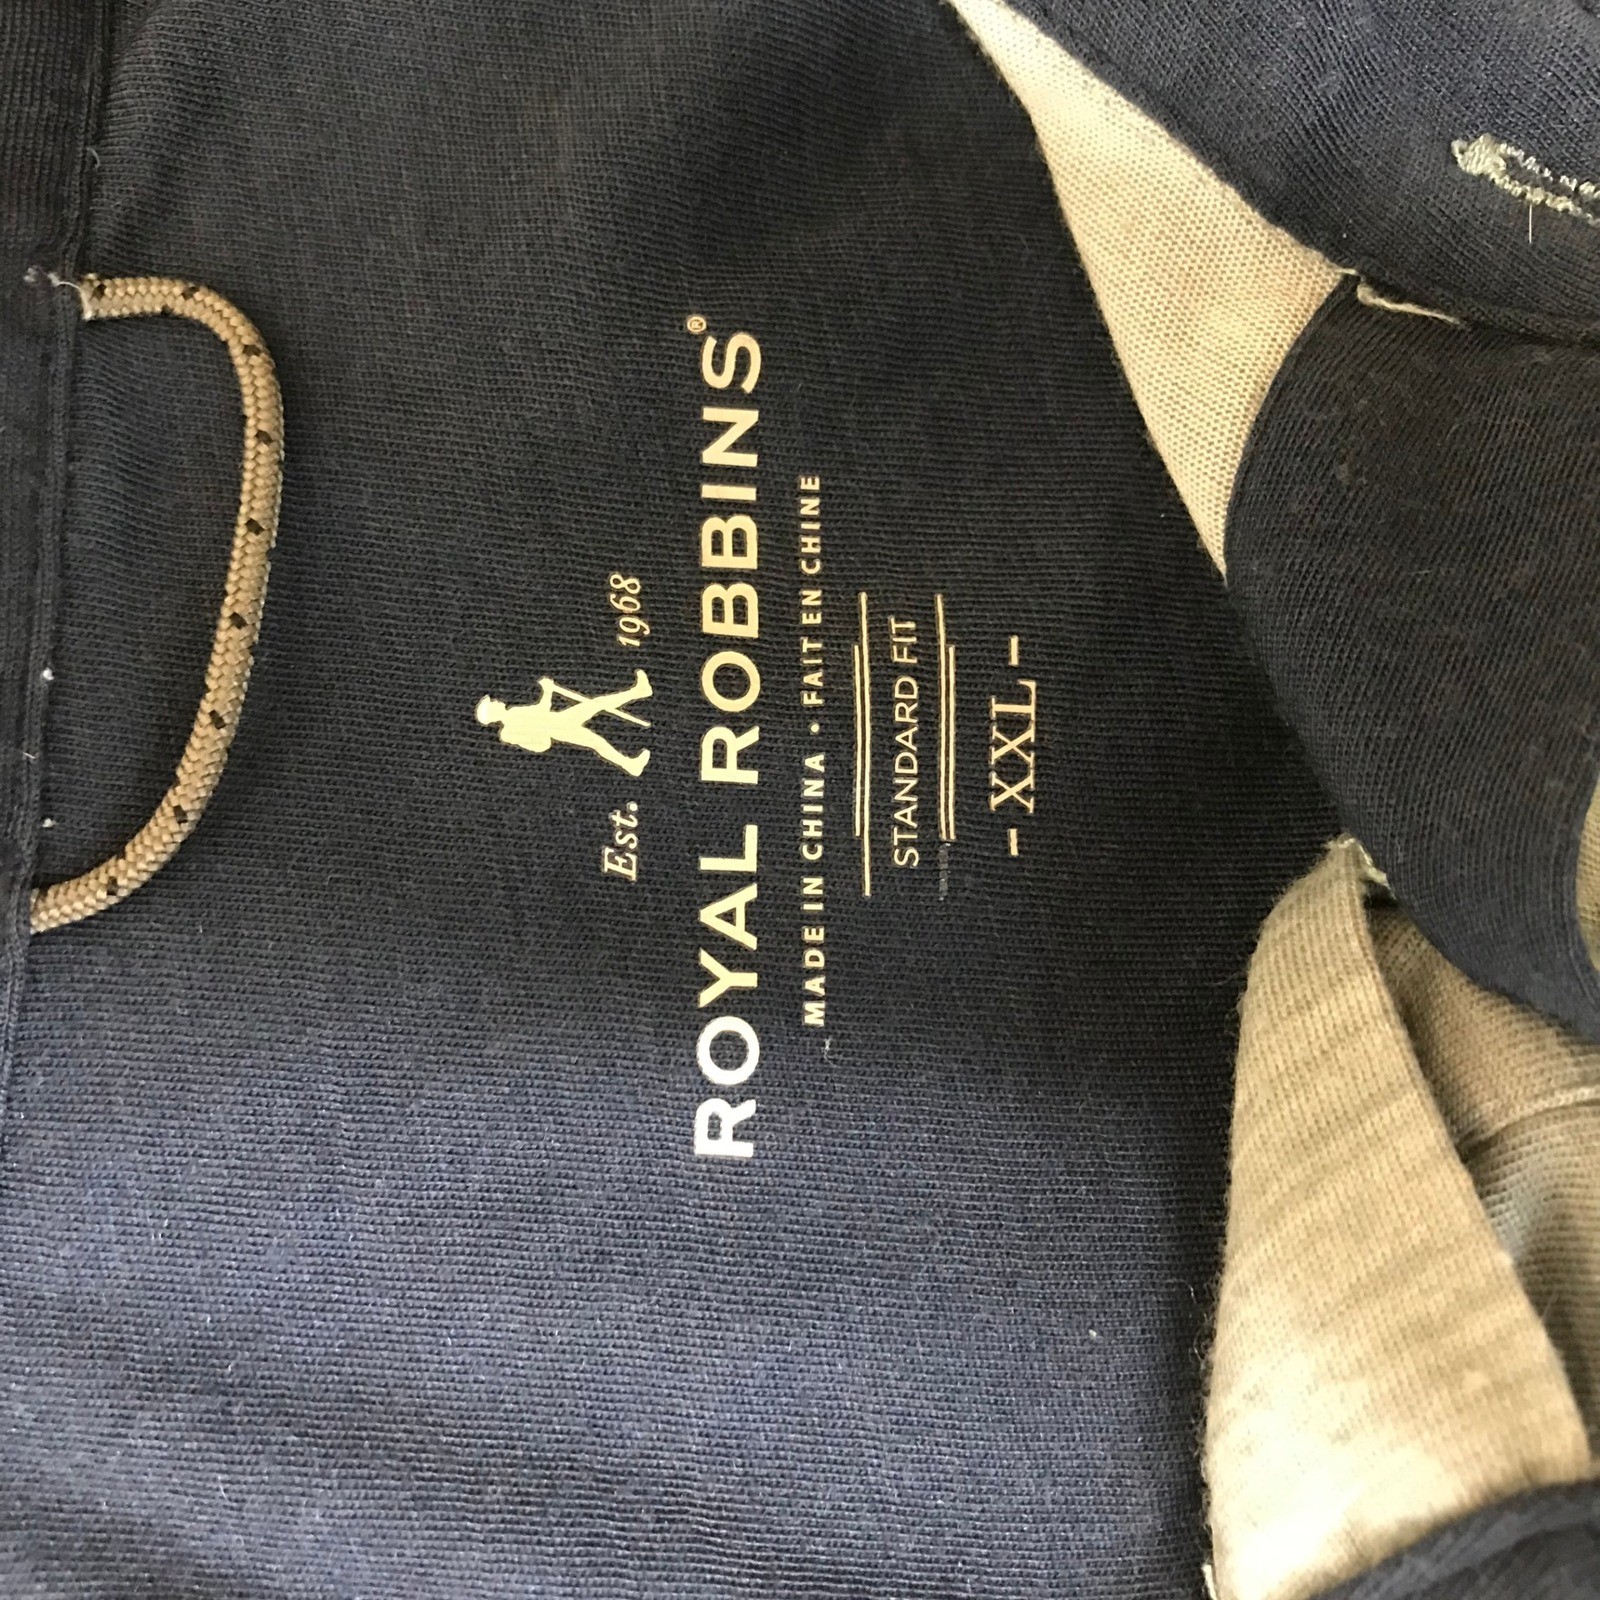 Est. 1968
ROYAL ROBBINS®
MADE IN CHINA • FAIT EN CHINE
STANDARD FIT
– XXL –